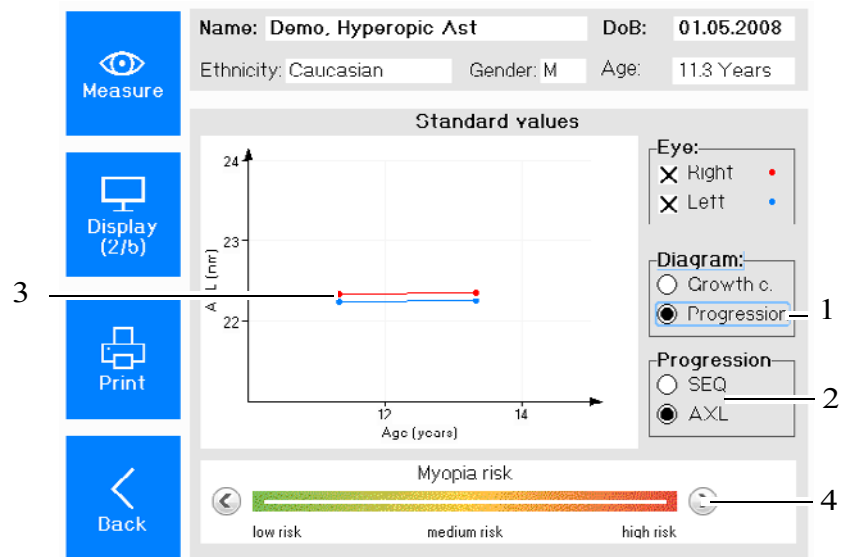 Measure
Display
(2/5)
Print
Back
Name: Demo, Hyperopic Ast
DoB: 01.05.2008
Ethnicity: Caucasian
Gender: M
Age: 11.3 Years
Standard values
24
23
22
A L (mm)
12
14
Age (years)
Eye:
Right
Left
Diagram:
Growth c.
Progression
Progression
SEQ
AXL
Myopia risk
low risk
medium risk
high risk
3
1
2
4